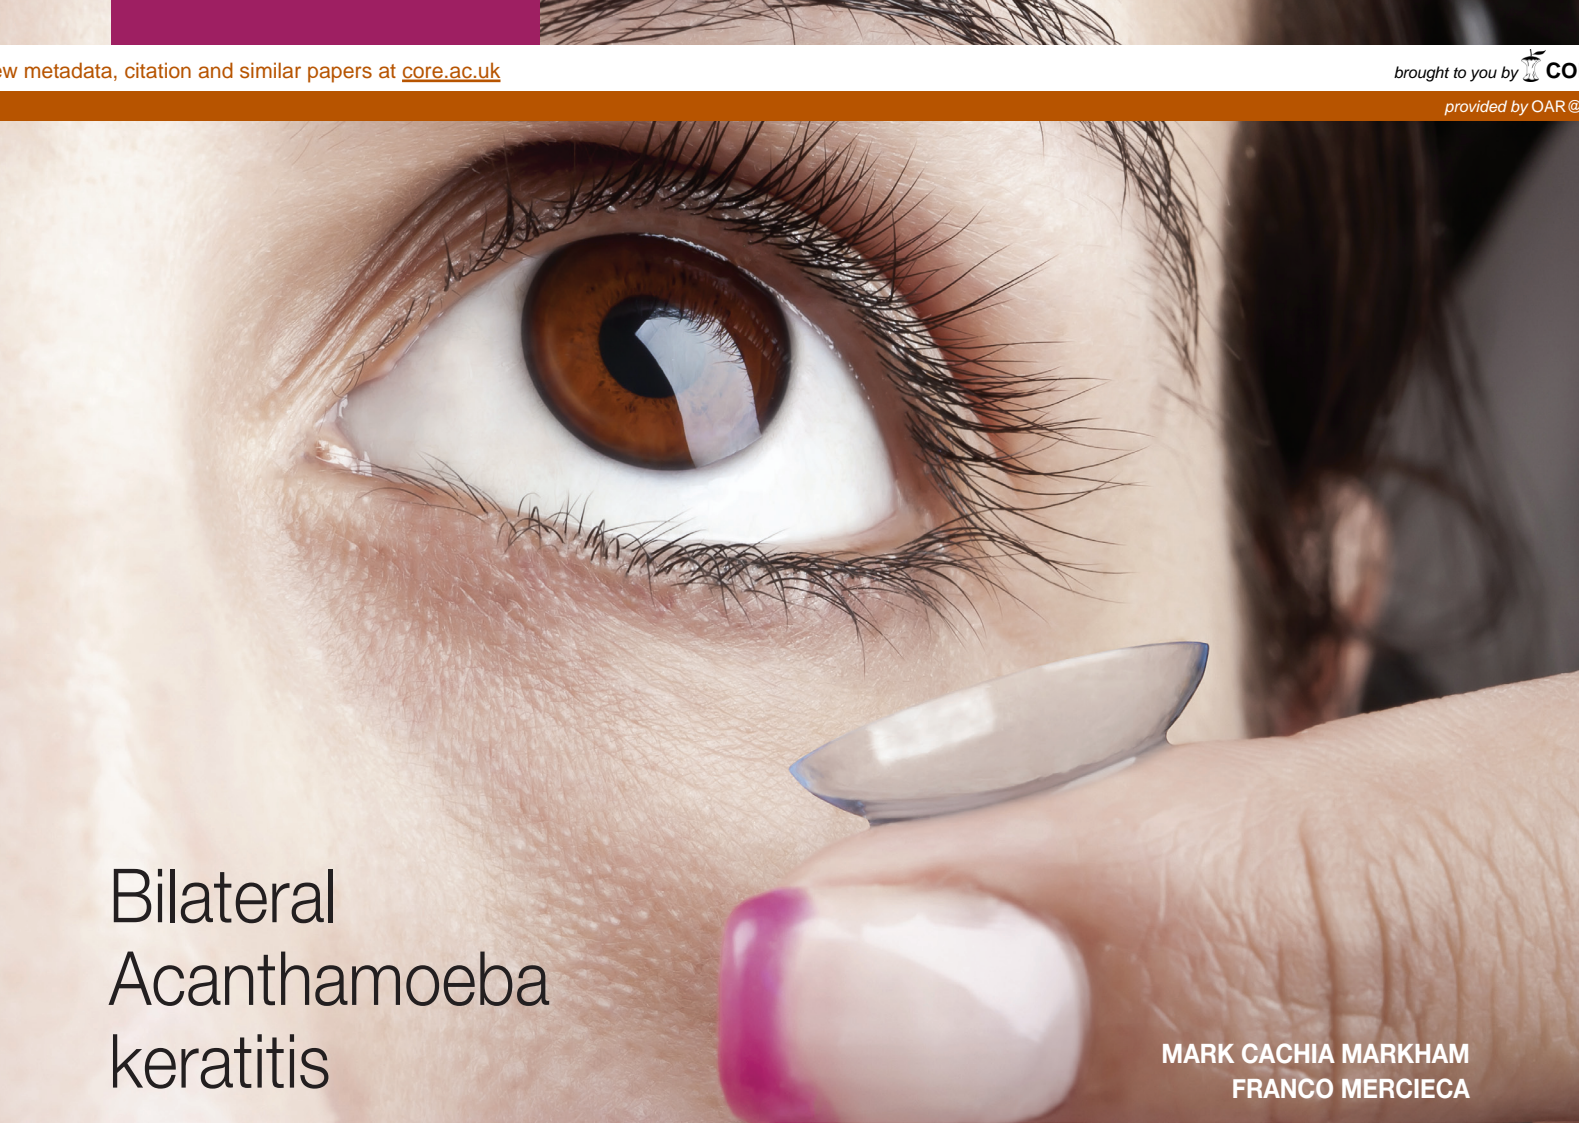 metadata, citation and similar papers at core.ac.uk
brought to you by
provided by OAR@
Bilateral
Acanthamoeba
keratitis
MARK CACHIA MARKHAM
FRANCO MERCIECA